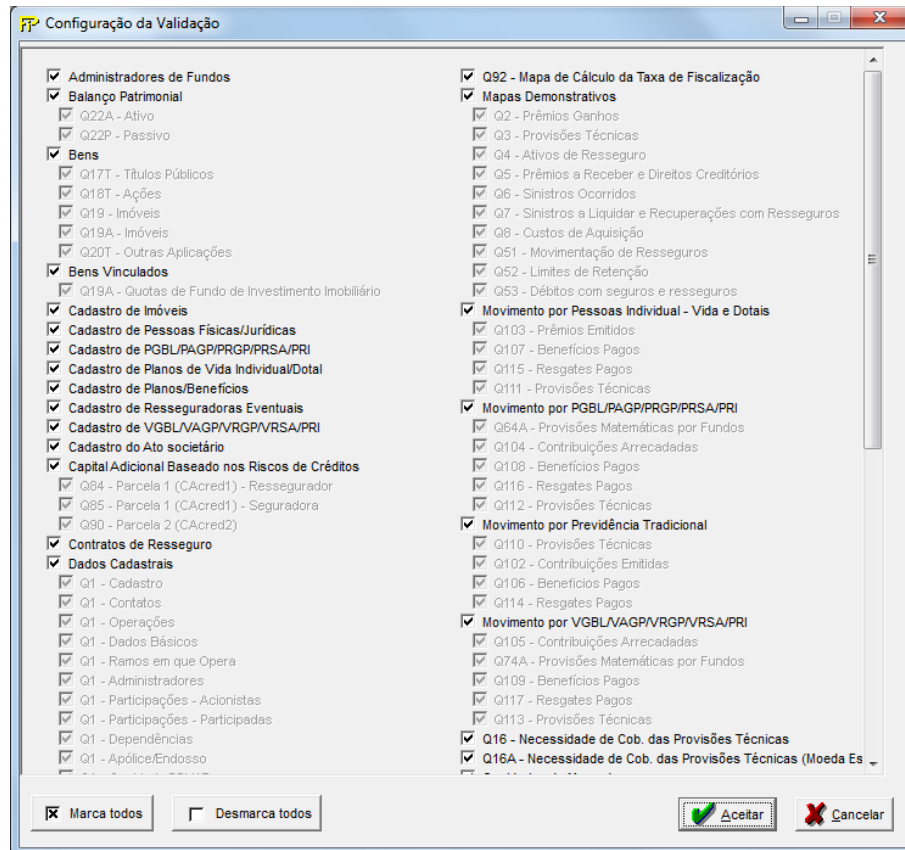 Configuração da Validação
Administradores de Fundos
Balanço Patrimonial
Q22A - Ativo
Q22P - Passivo
Bens
Q17T - Títulos Públicos
Q18T - Ações
Q19 - Imóveis
Q19A - Imóveis
Q20T - Outras Aplicações
Bens Vinculados
Q19A - Quotas de Fundo de Investimento Imobiliário
Cadastro de Imóveis
Cadastro de Pessoas Físicas/Jurídicas
Cadastro de PGBL/PAGP/PRGP/PRSA/PRI
Cadastro de Planos de Vida Individual/Dotal
Cadastro de Planos/Benefícios
Cadastro de Resseguradoras Eventuais
Cadastro de VGBL/VAGP/VRGP/VRSA/PRI
Cadastro do Ato societário
Capital Adicional Baseado nos Riscos de Créditos
Q84 - Parcela 1 (CAcred1) - Ressegurador
Q85 - Parcela 1 (CAcred1) - Seguradora
Q90 - Parcela 2 (CAcred2)
Contratos de Resseguro
Dados Cadastrais
Q1 - Cadastro
Q1 - Contatos
Q1 - Operações
Q1 - Dados Básicos
Q1 - Ramos em que Opera
Q1 - Administradores
Q1 - Participações - Acionistas
Q1 - Participações - Participadas
Q1 - Dependências
Q1 - Apólice/Endosso
Q92 - Mapa de Cálculo da Taxa de Fiscalização
Mapas Demonstrativos
Q2 - Prêmios Ganhos
Q3 - Provisões Técnicas
Q4 - Ativos de Resseguro
Q5 - Prêmios a Receber e Direitos Creditórios
Q6 - Sinistros Ocorridos
Q7 - Sinistros a Liquidar e Recuperações com Resseguros
Q8 - Custos de Aquisição
Q51 - Movimentação de Resseguros
Q52 - Limites de Retenção
Q53 - Débitos com seguros e resseguros
Movimento por Pessoas Individual - Vida e Dotais
Q103 - Prêmios Emitidos
Q107 - Benefícios Pagos
Q115 - Resgates Pagos
Q111 - Provisões Técnicas
Movimento por PGBL/PAGP/PRGP/PRSA/PRI
Q64A - Provisões Matemáticas por Fundos
Q104 - Contribuições Arrecadadas
Q108 - Benefícios Pagos
Q116 - Resgates Pagos
Q112 - Provisões Técnicas
Movimento por Previdência Tradicional
Q110 - Provisões Técnicas
Q102 - Contribuições Emitidas
Q106 - Beneficios Pagos
Q114 - Resgates Pagos
Movimento por VGBL/VAGP/VRGP/VRSA/PRI
Q105 - Contribuições Arrecadadas
Q74A - Provisões Matemáticas por Fundos
Q109 - Benefícios Pagos
Q117 - Resgates Pagos
Q113 - Provisões Técnicas
Q16 - Necessidade de Cob. das Provisões Técnicas
Q16A - Necessidade de Cob. das Provisões Técnicas (Moeda Es
Marca todos
Desmarca todos
Aceitar
Cancelar